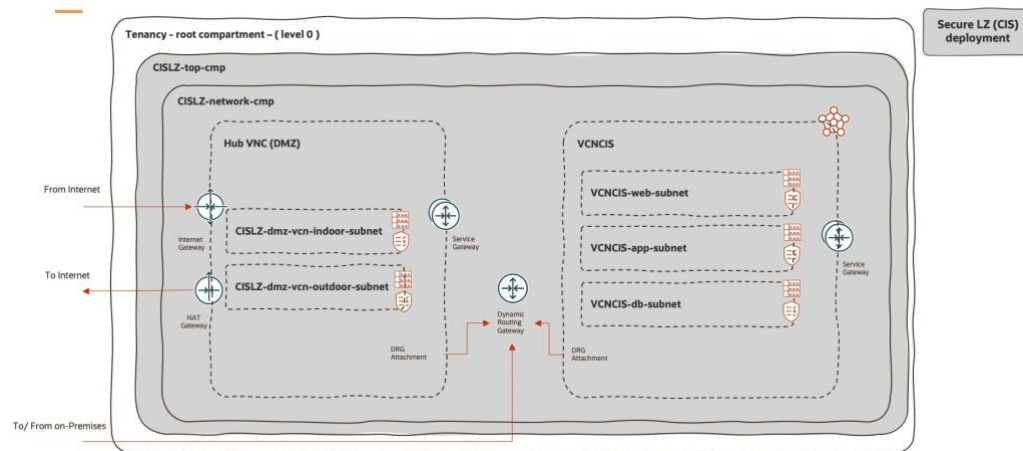 Tenancy - root compartment – ( level 0 )
Secure LZ (CIS)
deployment
CISLZ-top-cmp
CISLZ-network-cmp
Hub VNC (DMZ)
VCNCIS
From Internet
VCNCIS-web-subnet
CISLZ-dmz-vcn-indoor-subnet
Internet
Gateway
Service
Gateway
VCNCIS-app-subnet
Service
Gateway
To Internet
CISLZ-dmz-vcn-outdoor-subnet
VCNCIS-db-subnet
NAT
Gateway
Dynamic
Routing
Gateway
DRG
Attachment
DRG
Attachment
To/ From on-Premises